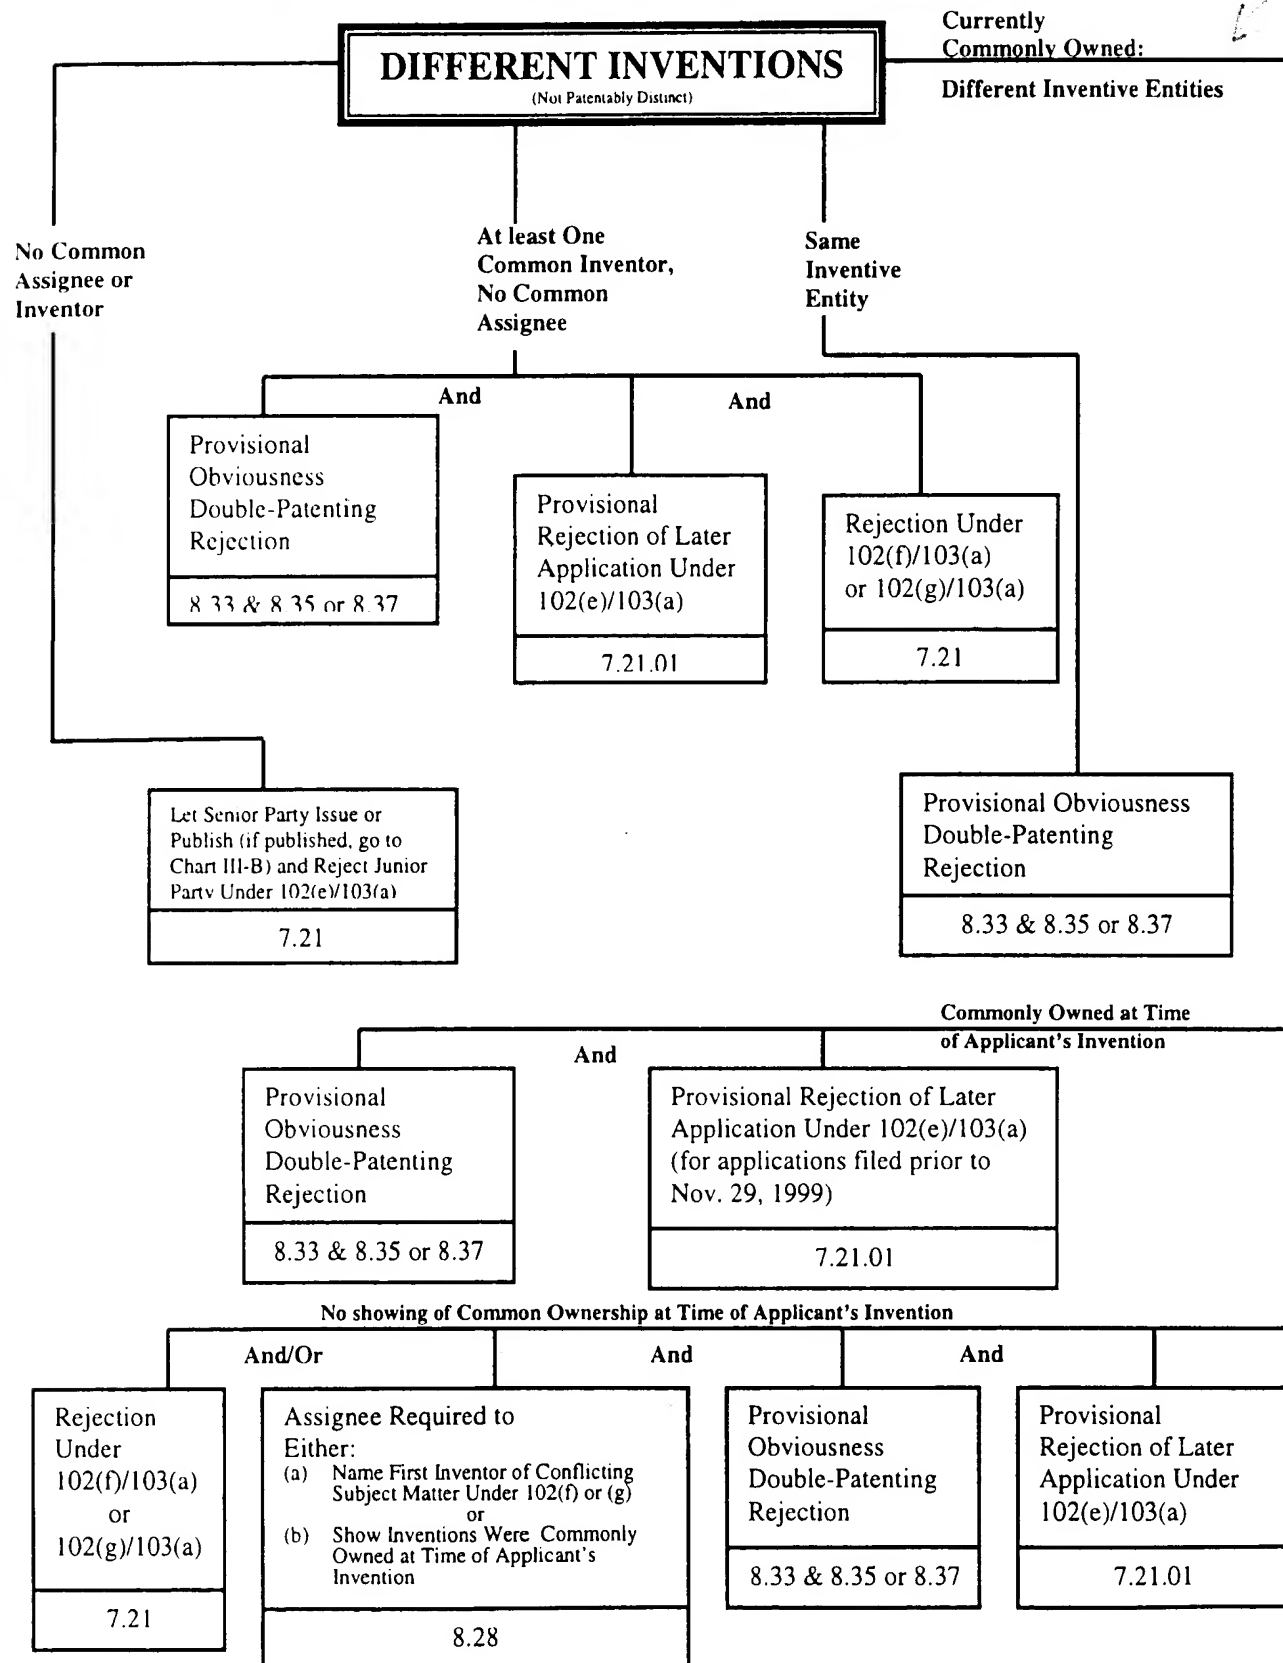 Currently
Commonly Owned:
Different Inventive Entities
DIFFERENT INVENTIONS
(Not Patentably Distinct)
No Common
Assignee or
Inventor
At least One
Common Inventor,
No Common
Assignee
Same
Inventive
Entity
And
And
Provisional
Obviousness
Double-Patenting
Rejection
8.33 & 8.35 or 8.37
Provisional
Rejection of Later
Application Under
102(e)/103(a)
7.21.01
Rejection Under
102(f)/103(a)
or 102(g)/103(a)
7.21
Let Senior Party Issue or
Publish (if published, go to
Chart III-B) and Reject Junior
Party Under 102(e)/103(a)
7.21
Provisional Obviousness
Double-Patenting
Rejection
8.33 & 8.35 or 8.37
Commonly Owned at Time
of Applicant's Invention
And
Provisional
Obviousness
Double-Patenting
Rejection
8.33 & 8.35 or 8.37
Provisional Rejection of Later
Application Under 102(e)/103(a)
(for applications filed prior to
Nov. 29, 1999)
7.21.01
No showing of Common Ownership at Time of Applicant's Invention
And/Or
And
And
Rejection
Under
102(f)/103(a)
or
102(g)/103(a)
7.21
Assignee Required to
Either:
(a) Name First Inventor of Conflicting
Subject Matter Under 102(f) or (g)
or
(b) Show Inventions Were Commonly
Owned at Time of Applicant's
Invention
8.28
Provisional
Obviousness
Double-Patenting
Rejection
8.33 & 8.35 or 8.37
Provisional
Rejection of Later
Application Under
102(e)/103(a)
7.21.01